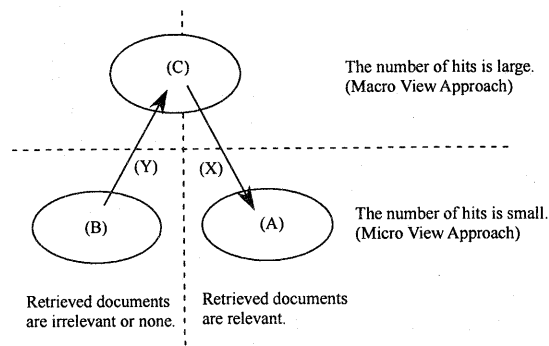 (C)
The number of hits is large.
(Macro View Approach)
(Y)
(X)
(B)
(A)
The number of hits is small.
(Micro View Approach)
Retrieved documents
are irrelevant or none.
Retrieved documents
are relevant.